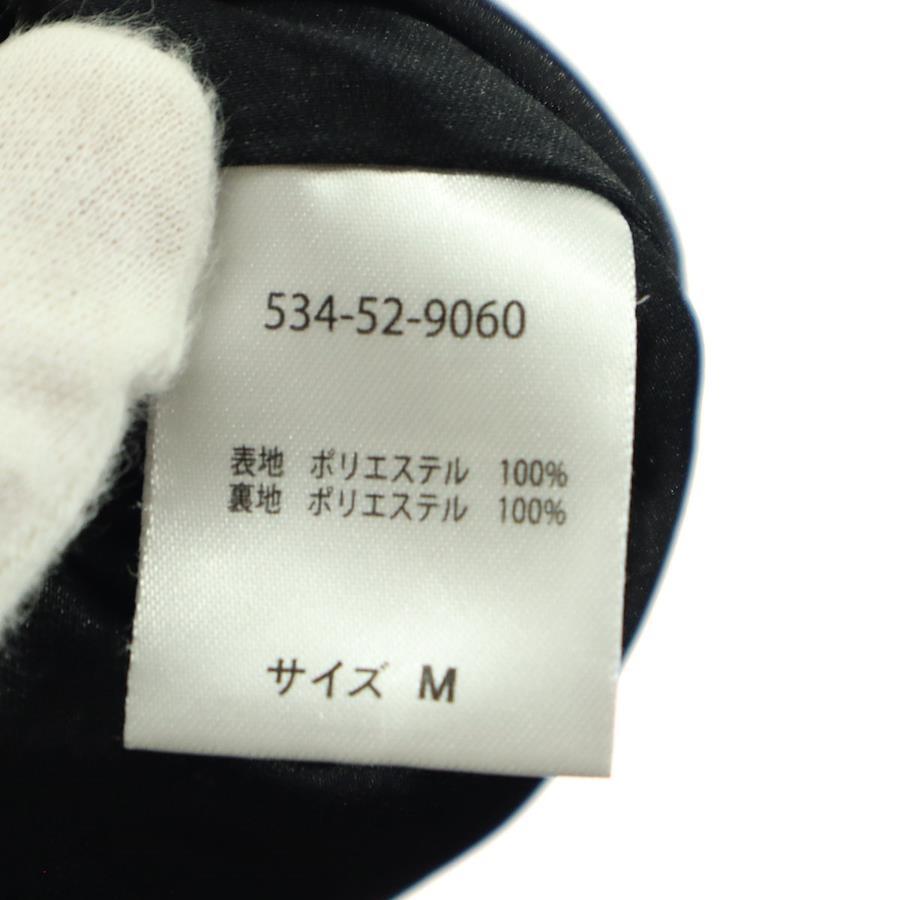 534-52-9060
表地 ポリエステル 100%
裏地 ポリエステル 100%
サイズ M